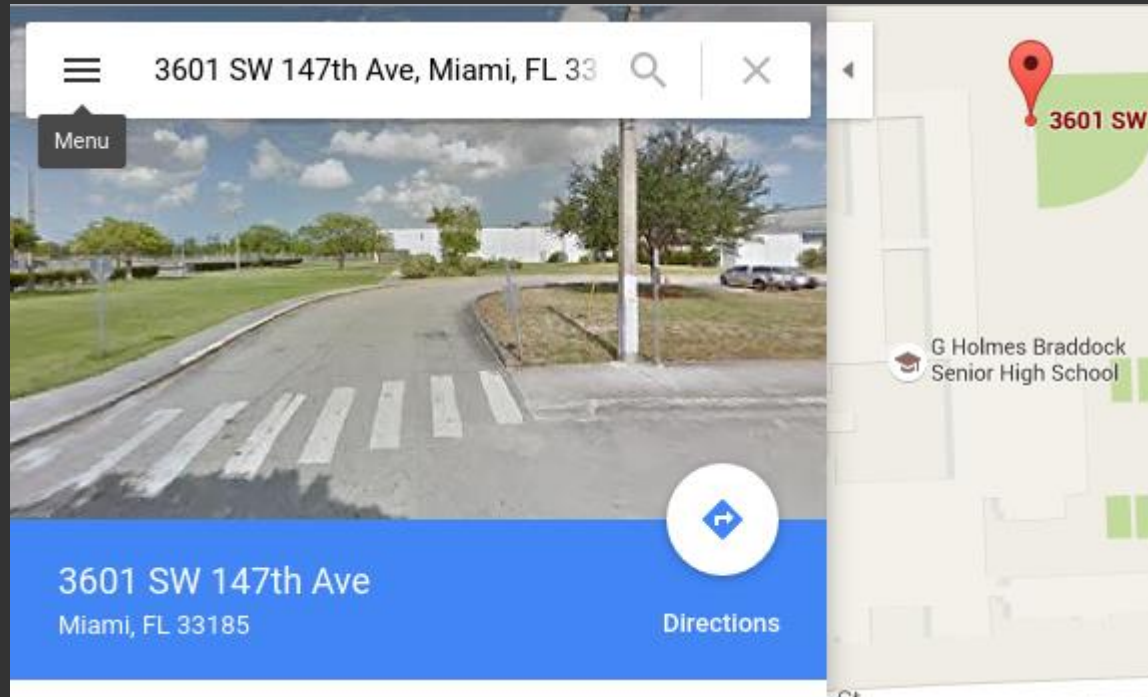 3601 SW 147th Ave, Miami, FL 33
Menu
3601 SW 147th Ave
Miami, FL 33185
Directions
3601 SW
G Holmes Braddock
Senior High School